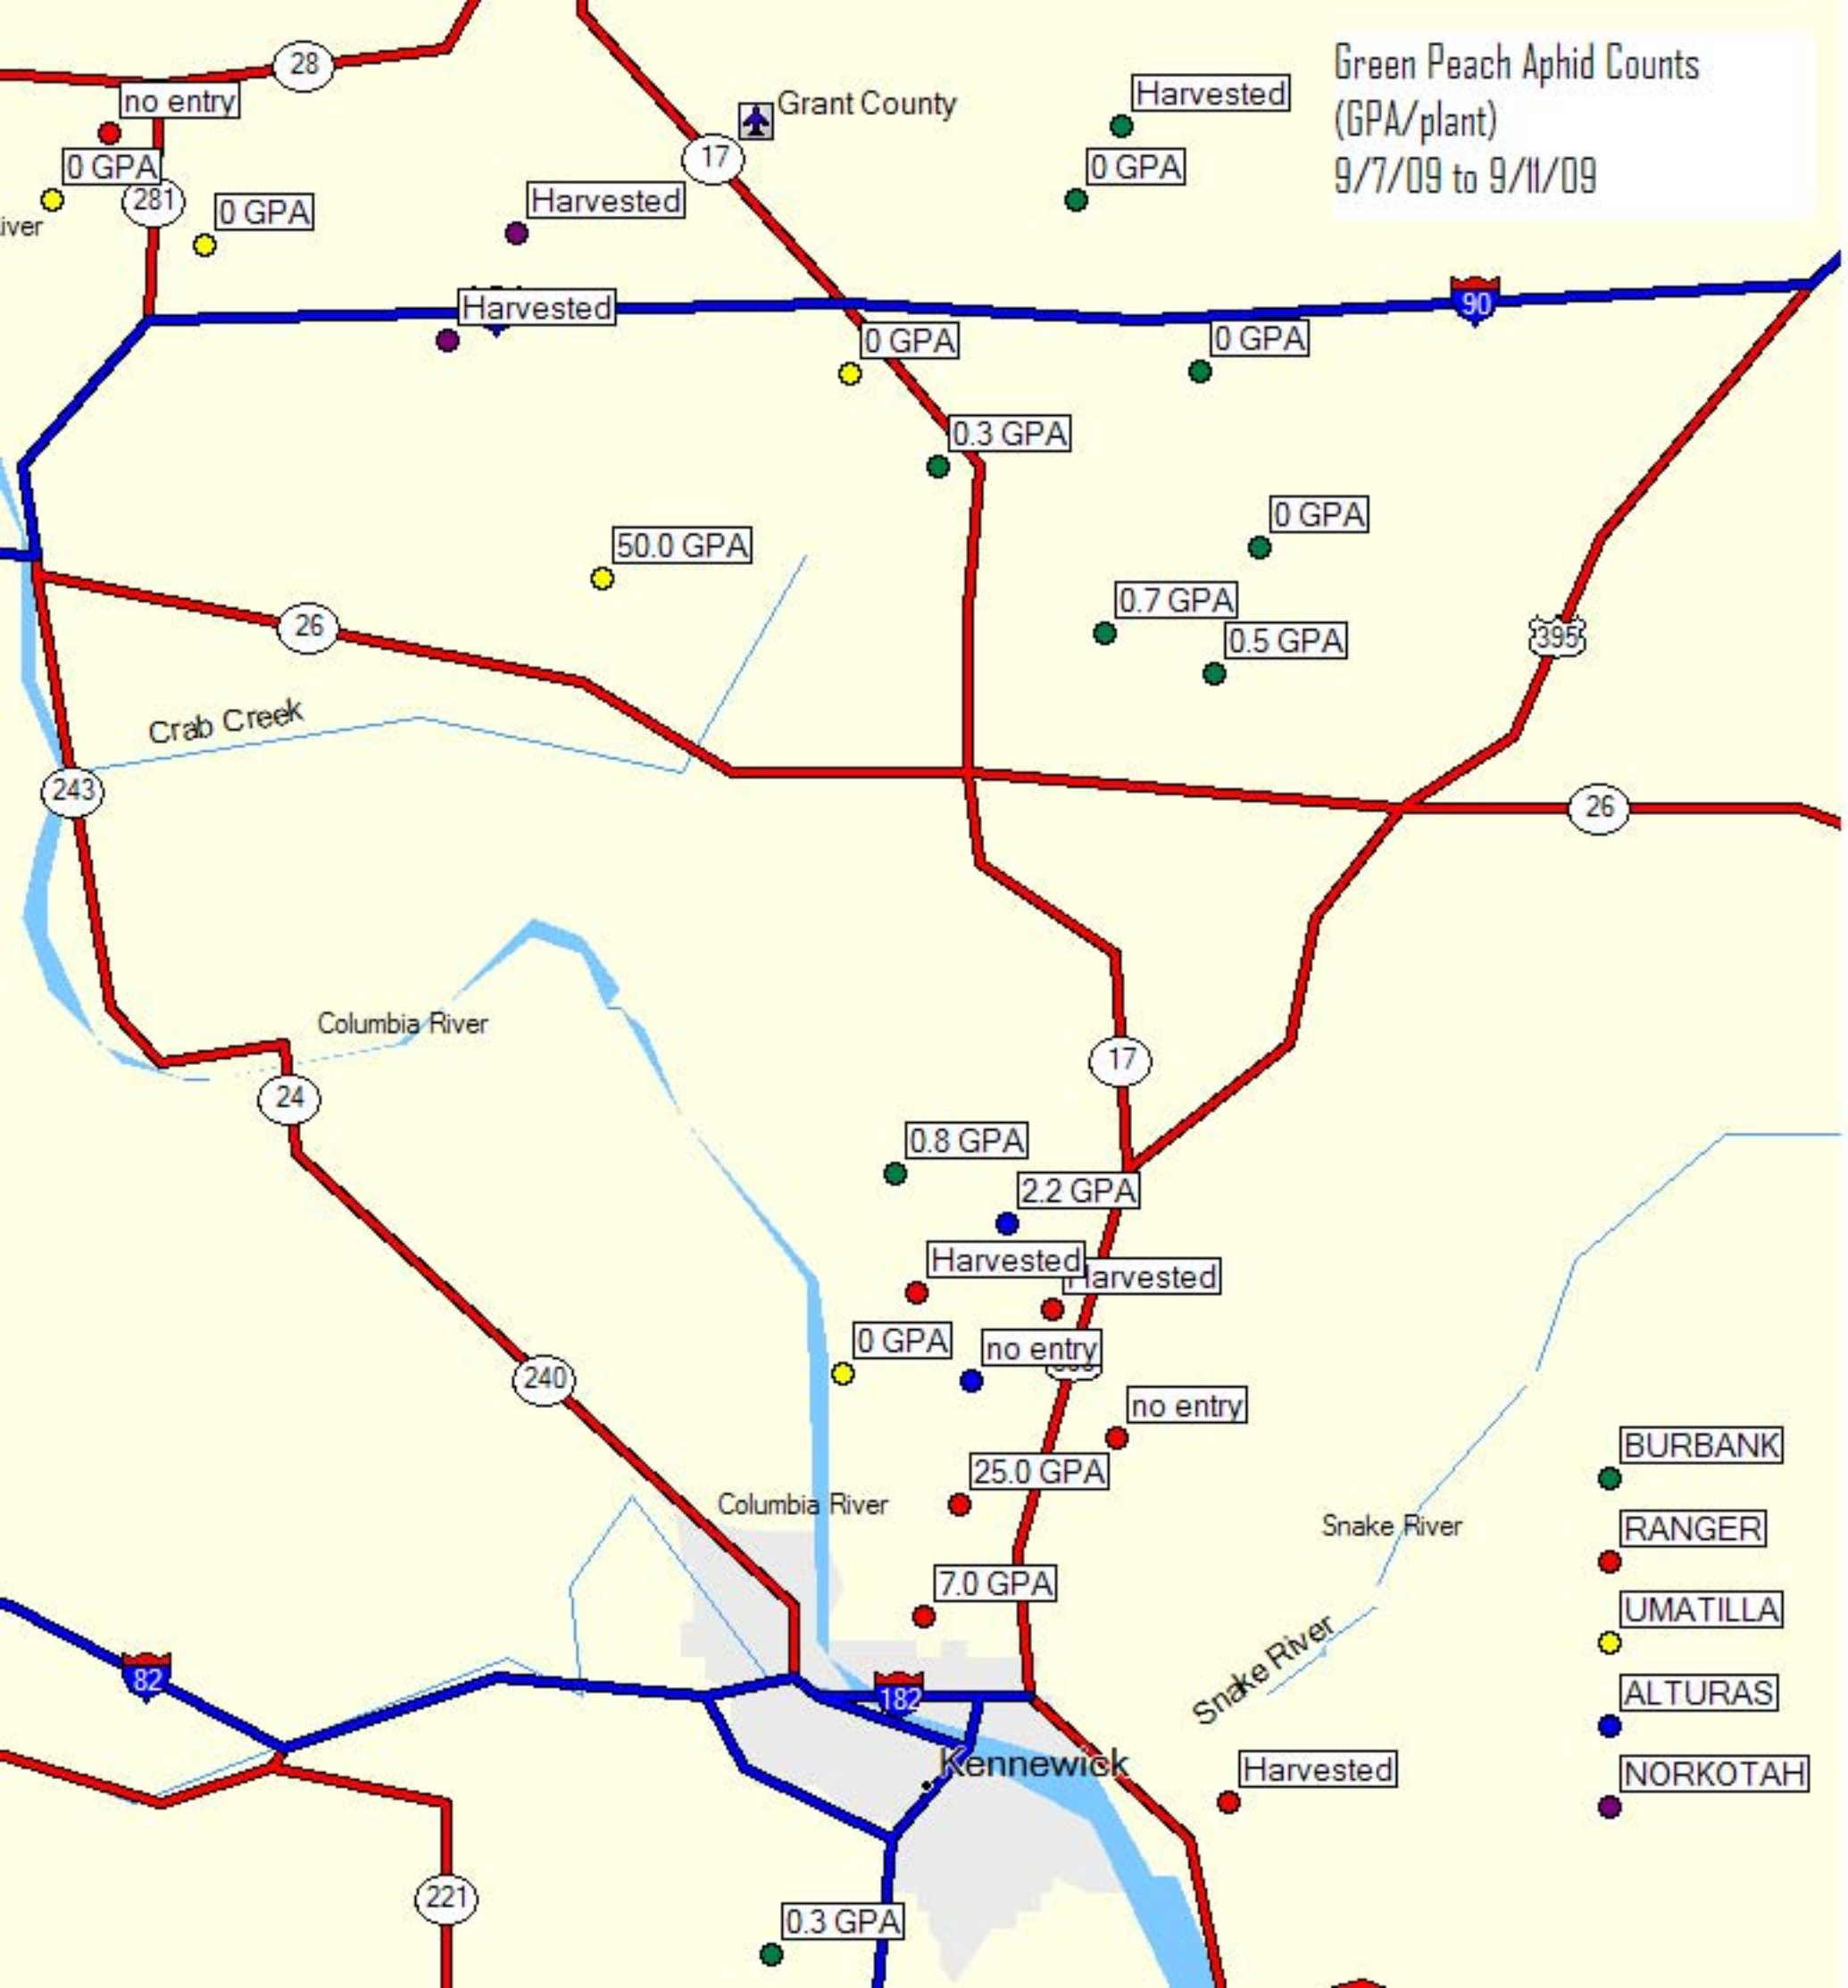 Green Peach Aphid Counts
(GPA/plant)
9/7/09 to 9/11/09
28
no entry
Grant County
Harvested
17
0 GPA
0 GPA
281
0 GPA
Harvested
iver
Harvested
90
0 GPA
0 GPA
0.3 GPA
0 GPA
50.0 GPA
0.7 GPA
26
0.5 GPA
395
Crab Creek
243
26
Columbia River
17
24
0.8 GPA
2.2 GPA
Harvested
Harvested
0 GPA
no entry
240
no entry
BURBANK
25.0 GPA
Columbia River
Snake River
RANGER
7.0 GPA
UMATILLA
Snake River
82
182
ALTURAS
Kennewick
Harvested
NORKOTAH
221
0.3 GPA